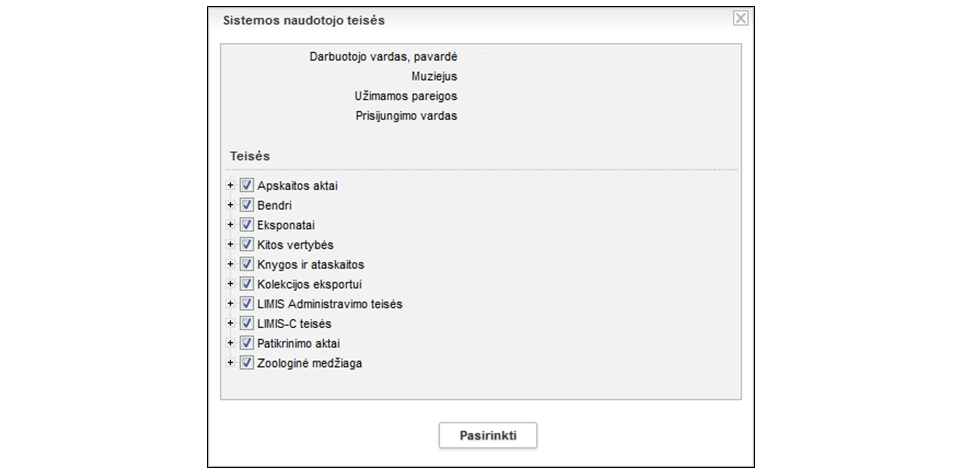 Sistemos naudotojo teisės
Darbuotojo vardas, pavardė
Muziejus
Užimamos pareigos
Prisijungimo vardas
Teisės
Apskaitos aktai
Bendri
Eksponatai
Kitos vertybės
Knygos ir ataskaitos
Kolekcijos eksportui
LIMIS Administravimo teisės
LIMIS-C teisės
Patikrinimo aktai
Zoologinė medžiaga
Pasirinkti